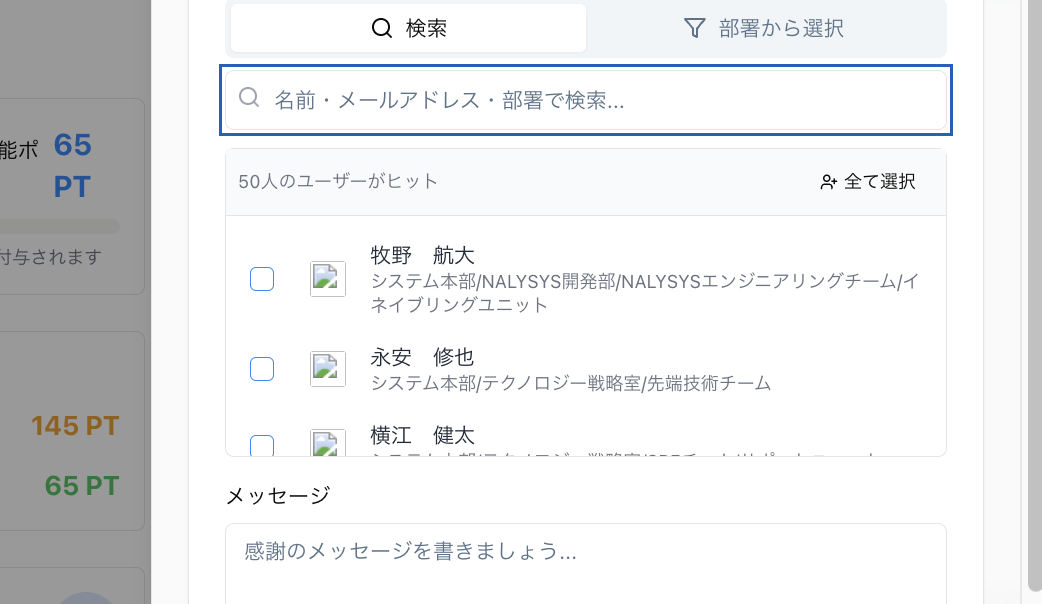 検索
部署から選択
名前・メールアドレス・部署で検索...
能ポ
65
PT
50人のユーザーがヒット
全て選択
付与されます
牧野　航大
システム本部/NALYSYS開発部/NALYSYSエンジニアリングチーム/イ
ネイブリングユニット
永安　修也
システム本部/テクノロジー戦略室/先端技術チーム
145 PT
横江　健太
65 PT
メッセージ
感謝のメッセージを書きましょう...